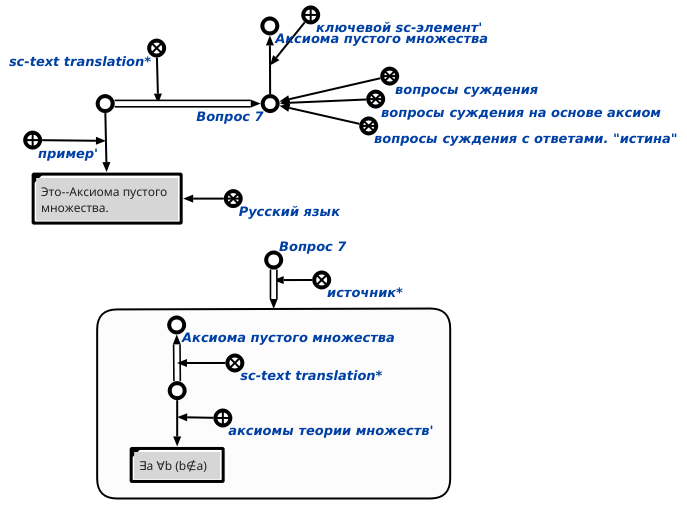 ключевой sc-элемент'
Аксиома пустого множества
sc-text translation*
вопросы суждения
Вопрос 7
вопросы суждения на основе аксиом
вопросы суждения с ответами. "истина"
пример'
Это--Аксиома пустого
множества.
Русский язык
Вопрос 7
источник*
Аксиома пустого множества
sc-text translation*
аксиомы теории множеств'
∃a ∀b (b∉a)